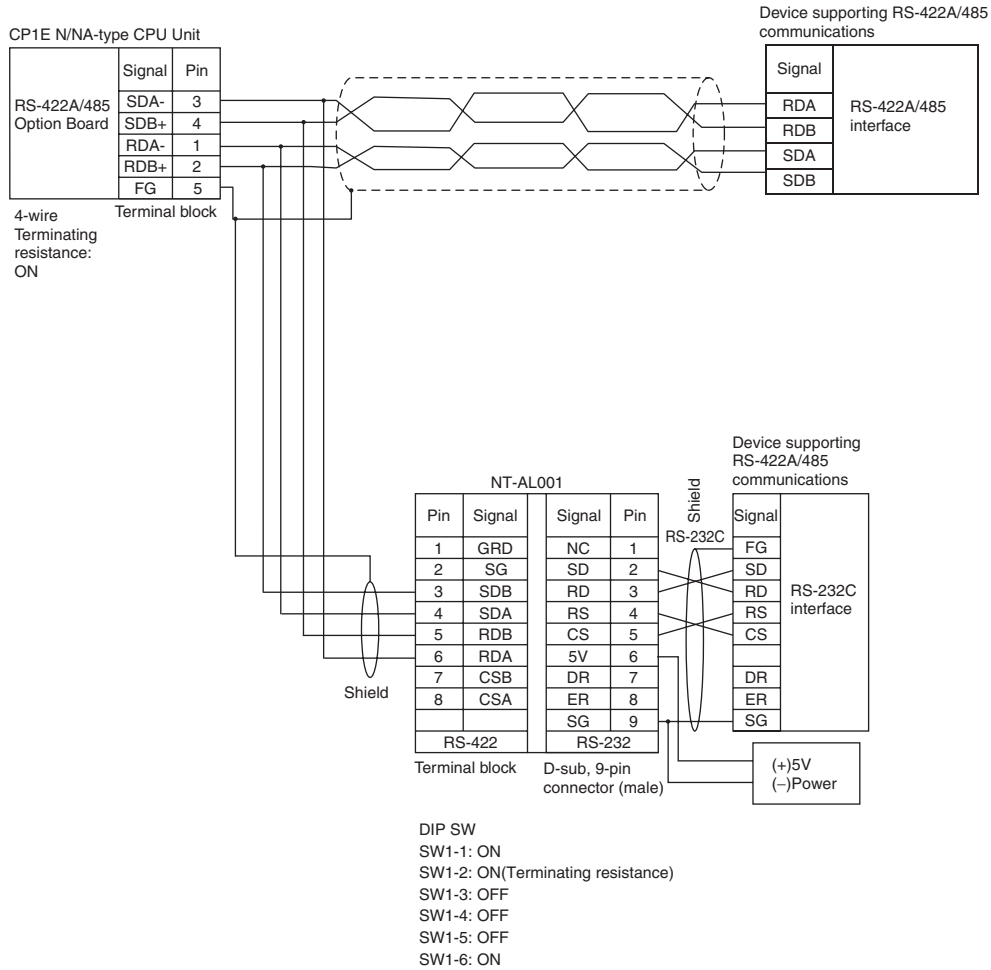 CP1E N/NA-type CPU Unit
Signal Pin
RS-422A/485
Option Board
SDA- 3
SDB+ 4
RDA- 1
RDB+ 2
FG 5
4-wire
Terminating
resistance:
ON
Terminal block
Device supporting RS-422A/485
communications
Signal
RDA
RDB
SDA
SDB
RS-422A/485
interface
NT-AL001
Pin Signal Signal Pin
1 GRD NC 1
2 SG SD 2
3 SDB RD 3
4 SDA RS 4
5 RDB CS 5
6 RDA 5V 6
7 CSB DR 7
8 CSA ER 8
SG 9
RS-422 RS-232
Terminal block
D-sub, 9-pin
connector (male)
Shield
Shield
RS-232C
Device supporting
RS-422A/485
communications
Signal
FG
SD
RD
RS
CS
DR
ER
SG
RS-232C
interface
(+)5V
(−)Power
DIP SW
SW1-1: ON
SW1-2: ON(Terminating resistance)
SW1-3: OFF
SW1-4: OFF
SW1-5: OFF
SW1-6: ON